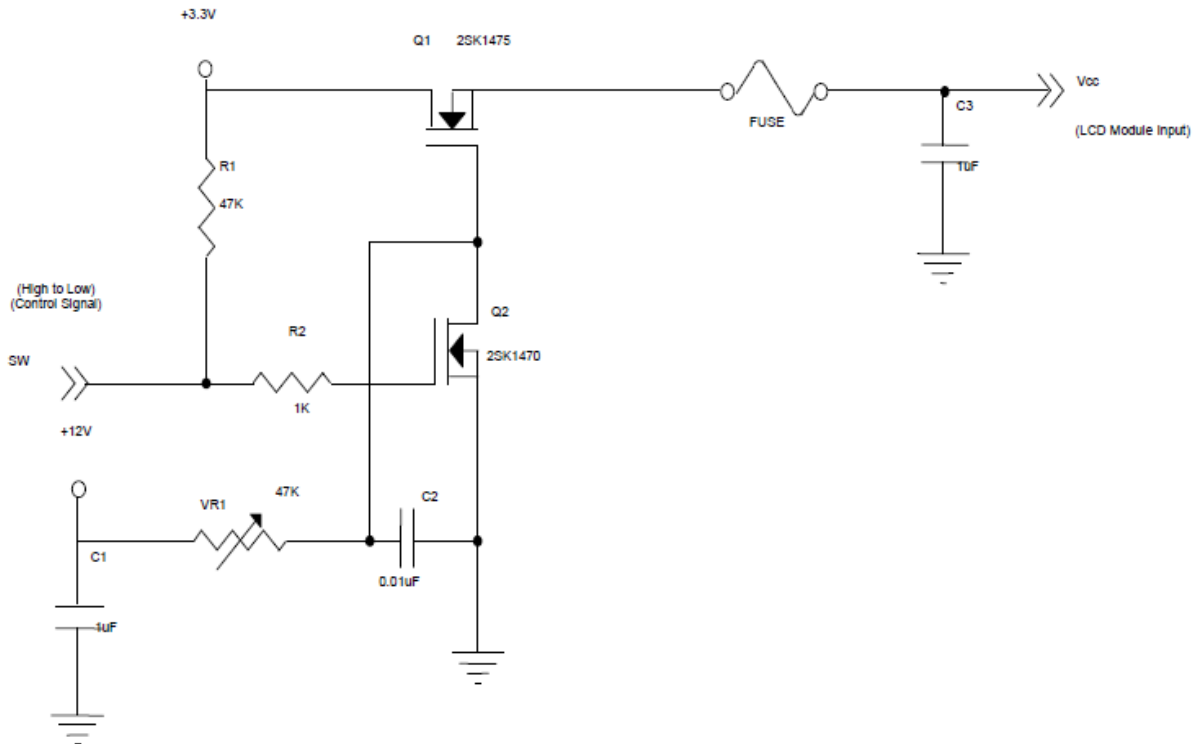 +3.3V
Q1 2SK1475
Vcc
C3
FUSE
(LCD Module Input)
R1
1uF
47K
(High to Low)
(Control Signal)
Q2
R2
2SK1470
SW
1K
+12V
47K
C2
VR1
C1
0.01uF
1uF